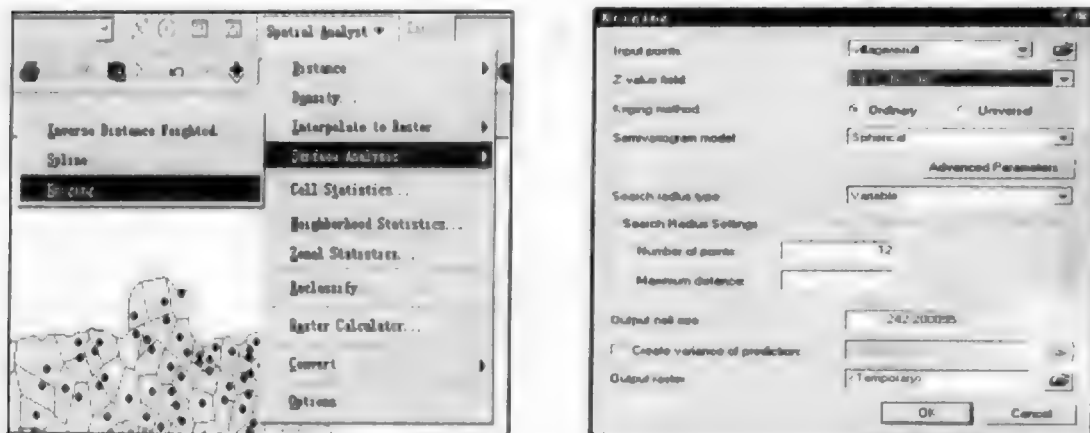 Spatial Analyst
Distance
Density...
Interpolate to Raster
Surface Analysis
Cell Statistics...
Neighborhood Statistics...
Zonal Statistics...
Reclassify
Raster Calculator...
Convert
Options
Inverse Distance Weighted
Spline
Kriging
Kriging
Input points:
Z value field:
Kriging method:
Ordinary
Universal
Semivariogram model:
Spherical
Advanced Parameters
Search radius type:
Variable
Search Radius Settings
Number of points:
12
Maximum distance:
Output cell size:
242.200095
Create variance of prediction:
Output raster:
<Temporary>
OK
Cancel